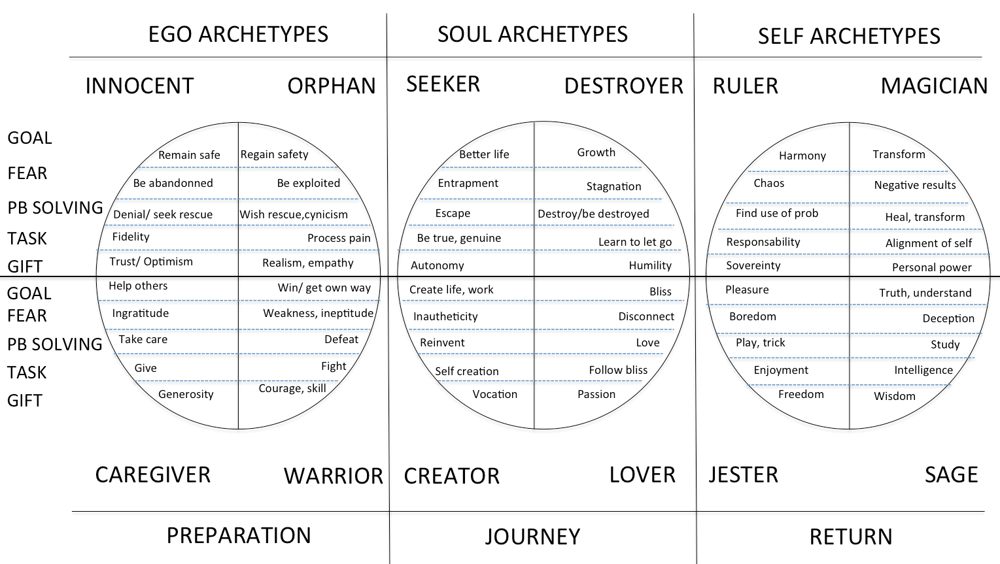 EGO ARCHETYPES SOUL ARCHETYPES SELF ARCHETYPES
INNOCENT ORPHAN SEEKER DESTROYER RULER MAGICIAN
GOAL Remain safe Regain safety Better life Growth Harmony Transform
FEAR Be abandonned Be exploited Entrapment Stagnation Chaos Negative results
PB SOLVING Denial/ seek rescue Wish rescue,cynicism Escape Destroy/be destroyed Find use of prob Heal, transform
TASK Fidelity Process pain Be true, genuine Learn to let go Responsability Alignment of self
GIFT Trust/ Optimism Realism, empathy Autonomy Humility Sovereinty Personal power
GOAL Help others Win/ get own way Create life, work Bliss Pleasure Truth, understand
FEAR Ingratitude Weakness, ineptitude Inautheticity Disconnect Boredom Deception
PB SOLVING Take care Defeat Reinvent Love Play, trick Study
TASK Give Fight Self creation Follow bliss Enjoyment Intelligence
GIFT Generosity Courage, skill Vocation Passion Freedom Wisdom
CAREGIVER WARRIOR CREATOR LOVER JESTER SAGE
PREPARATION JOURNEY RETURN